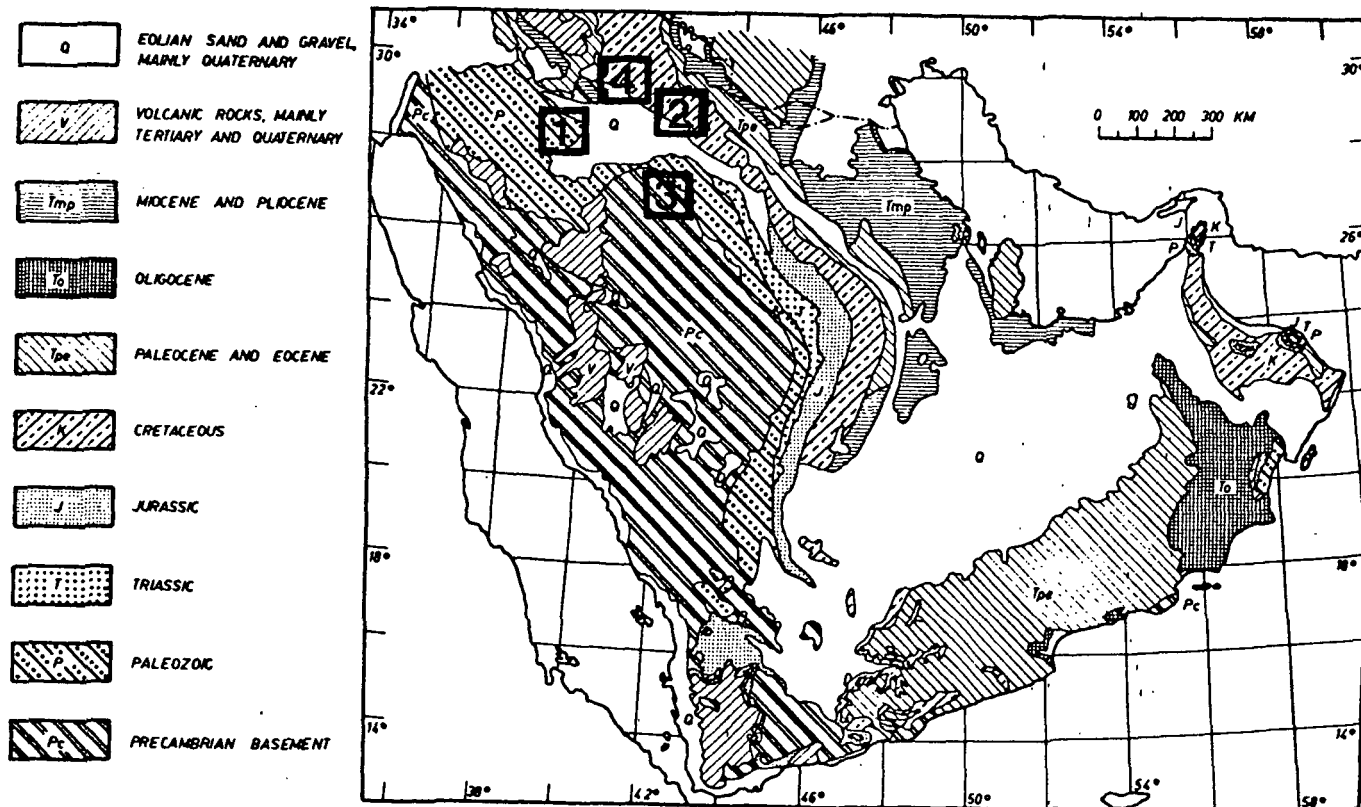 Q
EOLIAN SAND AND GRAVEL,
MAINLY QUATERNARY
V
VOLCANIC ROCKS, MAINLY
TERTIARY AND QUATERNARY
Tmp
MIOCENE AND PLIOCENE
To
OLIGOCENE
Tpe
PALEOCENE AND EOCENE
K
CRETACEOUS
J
JURASSIC
T
TRIASSIC
P
PALEOZOIC
Pc
PRECAMBRIAN BASEMENT
34°
46°
50°
54°
58°
30°
30°
4
2
1
3
Pc
P
Q
Tpe
0 100 200 300 KM
Tmp
J
K
P
T
26°
T
Pc
J
Q
J T P
K
22°
V
V
Q
Q
Q
To
18°
18°
Tpe
Pc
Q
14°
14°
38°
42°
46°
50°
54°
58°